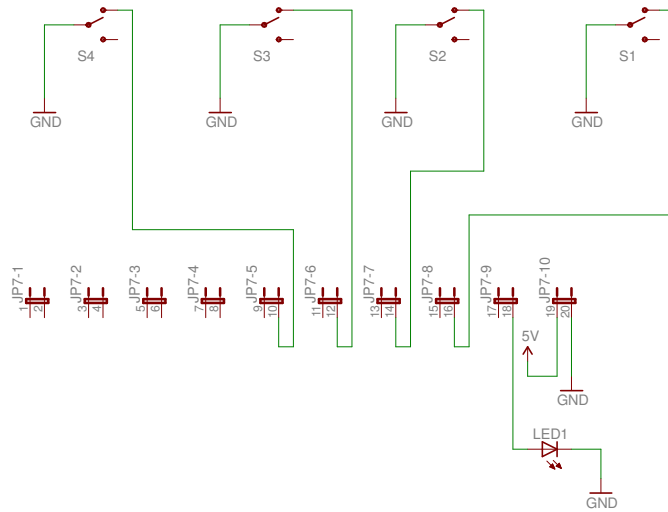 S4
S3
S2
S1
GND
GND
GND
GND
JP7-1
JP7-2
JP7-3
JP7-4
JP7-5
JP7-6
JP7-7
JP7-8
JP7-9
JP7-10
1
2
3
4
5
6
7
8
9
10
11
12
13
14
15
16
17
18
19
20
5V
GND
LED1
GND